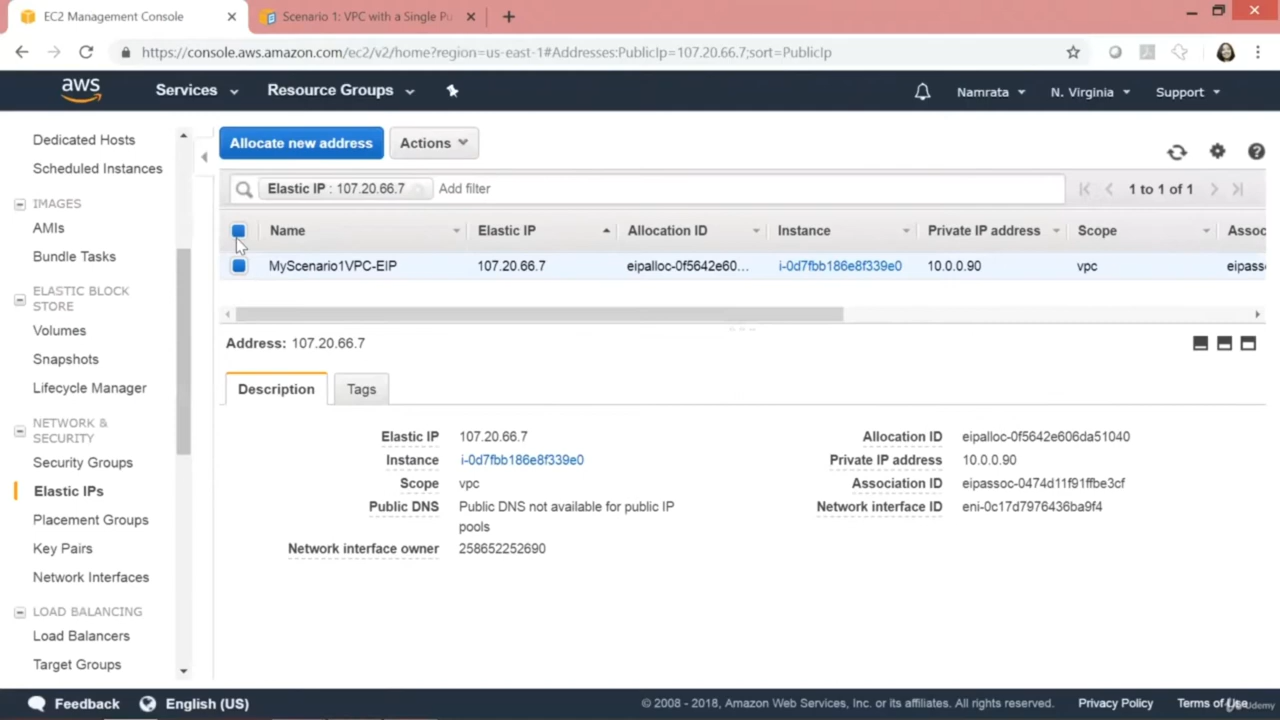 EC2 Management Console
Scenario 1: VPC with a Single Pu
https://console.aws.amazon.com/ec2/v2/home?region=us-east-1#Addresses:PublicIp=107.20.66.7;sort=PublicIp
aws
Services
Resource Groups
Namrata
N. Virginia
Support
Dedicated Hosts
Scheduled Instances
IMAGES
AMIs
Bundle Tasks
ELASTIC BLOCK
STORE
Volumes
Snapshots
Lifecycle Manager
NETWORK &
SECURITY
Security Groups
Elastic IPs
Placement Groups
Key Pairs
Network Interfaces
LOAD BALANCING
Load Balancers
Target Groups
Allocate new address
Actions
Elastic IP : 107.20.66.7
Add filter
1 to 1 of 1
Name Elastic IP Allocation ID Instance Private IP address Scope Assoc
MyScenario1VPC-EIP 107.20.66.7 eipalloc-0f5642e60... i-0d7fbb186e8f339e0 10.0.0.90 vpc eipass
Address: 107.20.66.7
Description
Tags
Elastic IP 107.20.66.7
Instance i-0d7fbb186e8f339e0
Scope vpc
Public DNS Public DNS not available for public IP
pools
Network interface owner 258652252690
Allocation ID eipalloc-0f5642e606da51040
Private IP address 10.0.0.90
Association ID eipassoc-0474d11f91ffbe3cf
Network interface ID eni-0c17d7976436ba9f4
Feedback
English (US)
© 2008 - 2018, Amazon Web Services, Inc. or its affiliates. All rights reserved.
Privacy Policy
Terms of Use
Udemy